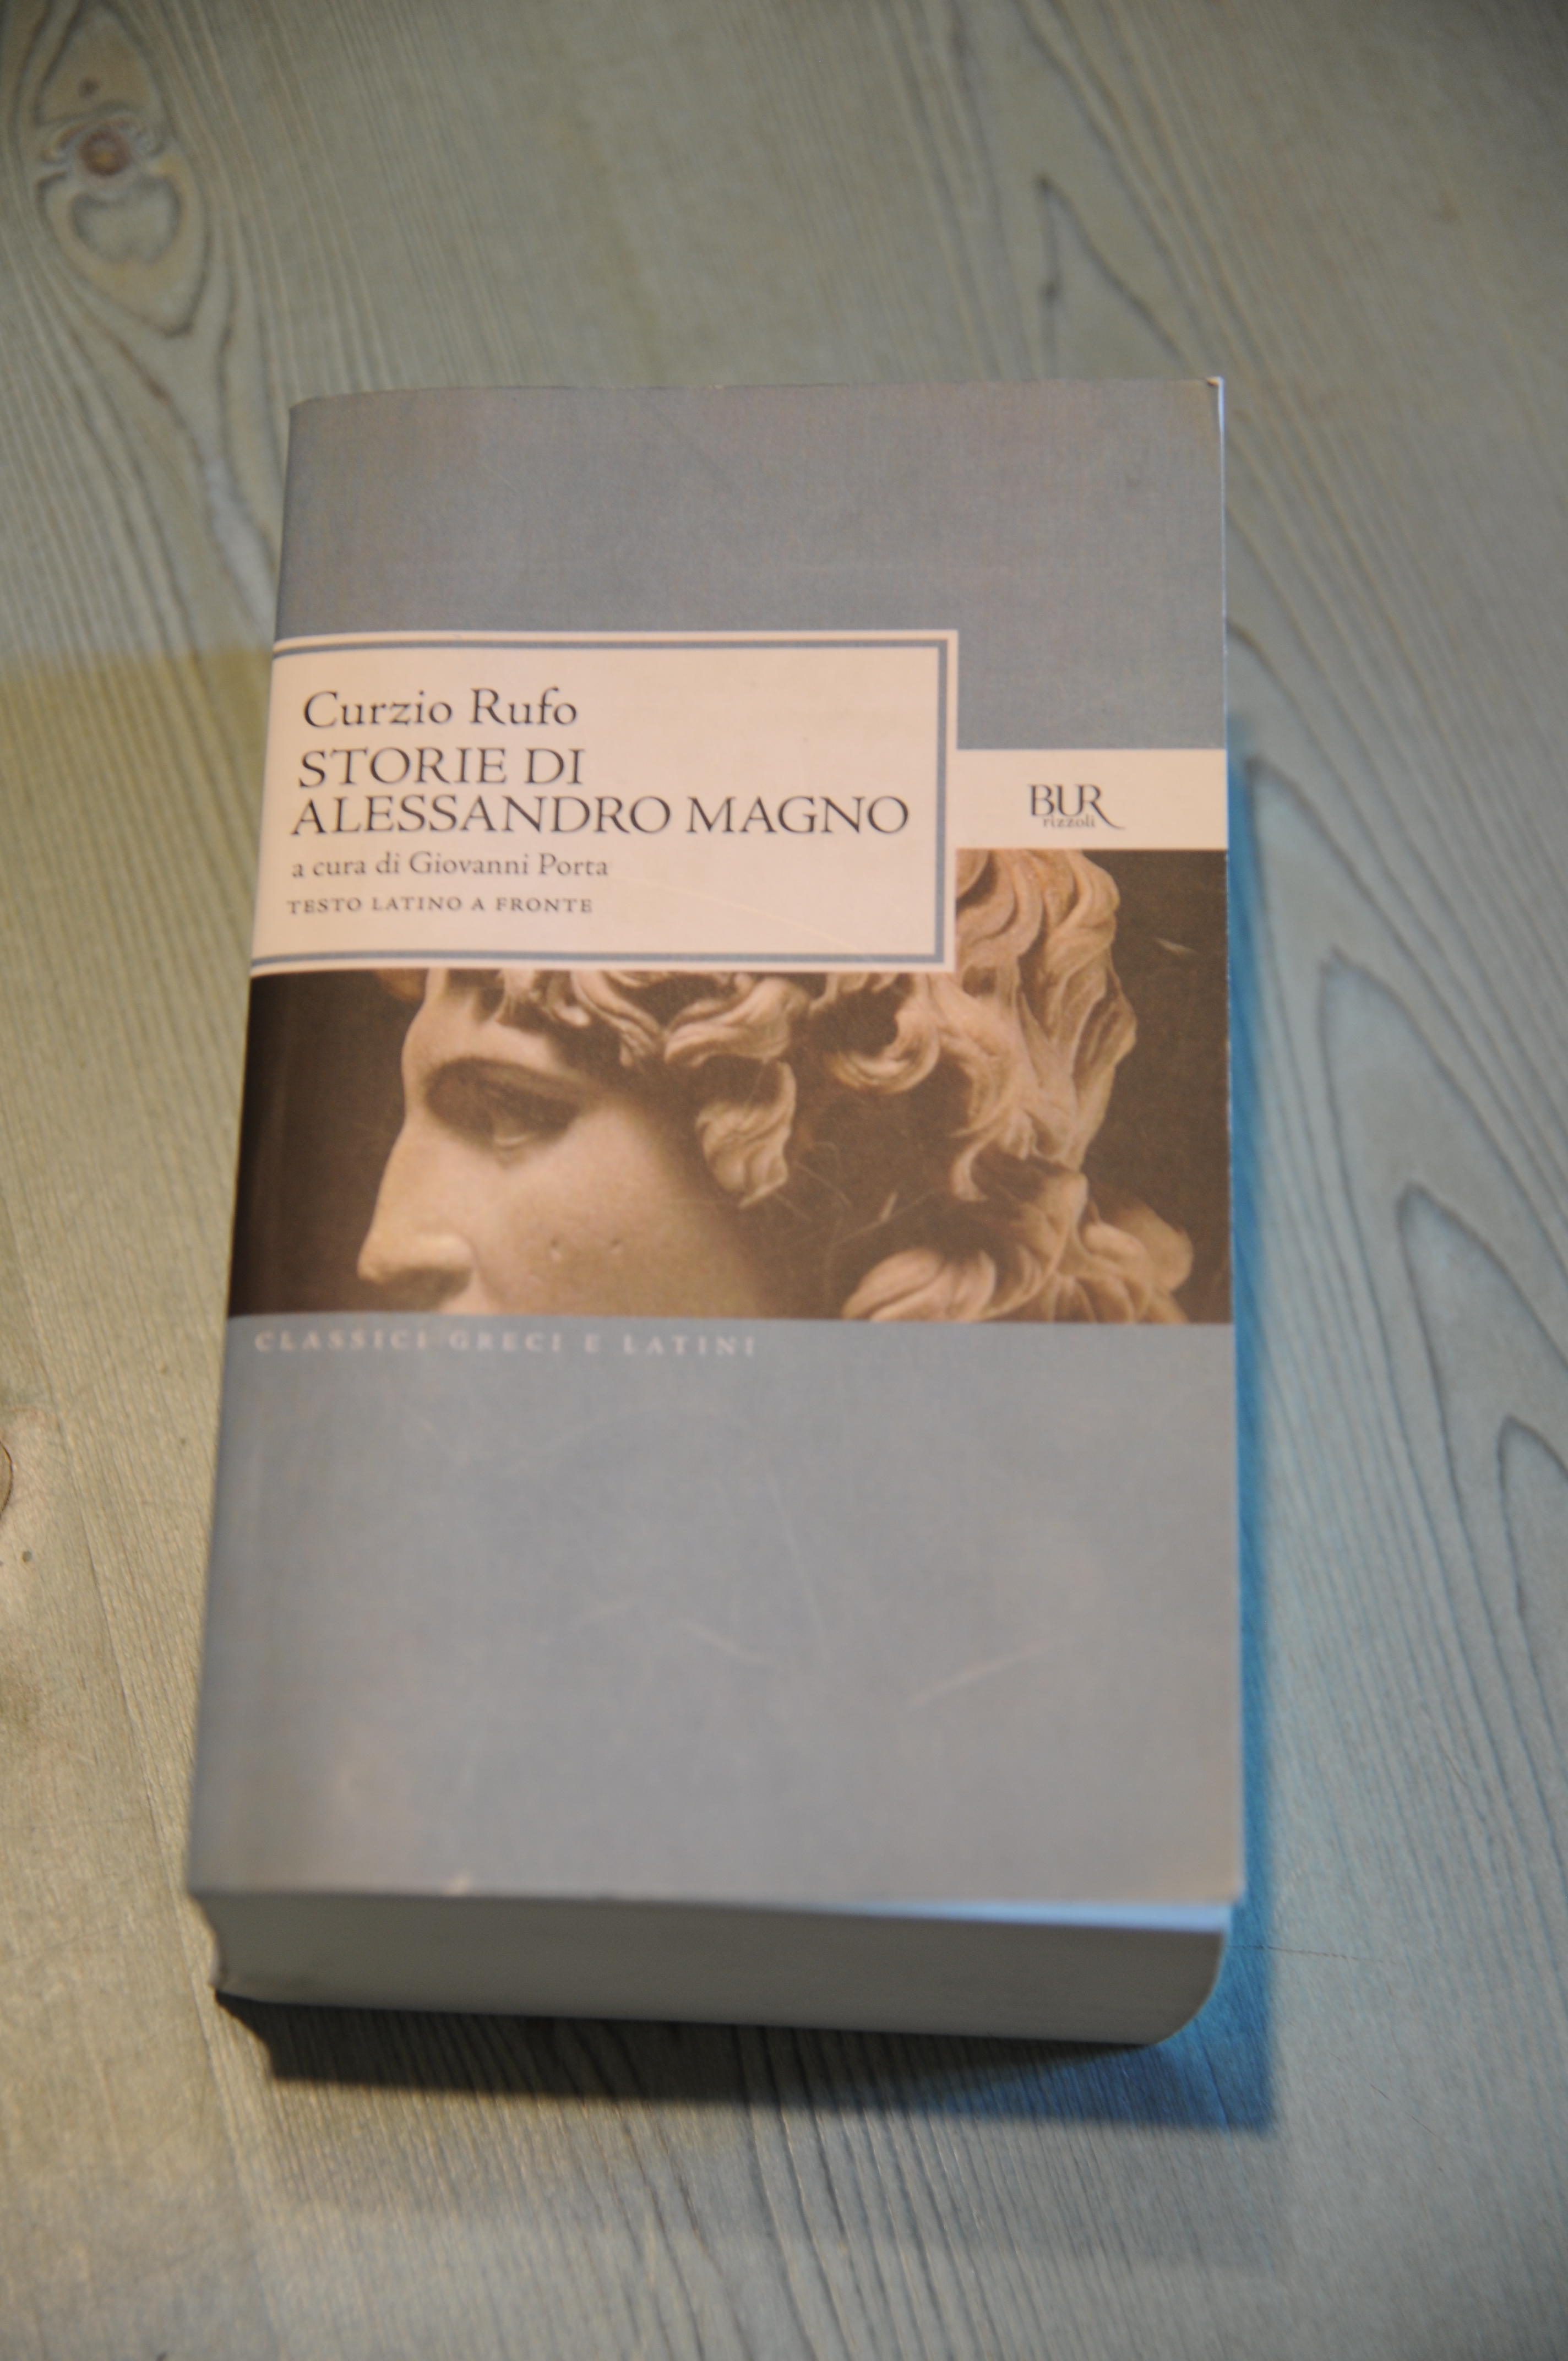 Curzio Rufo
STORIE DI
ALESSANDRO MAGNO
a cura di Giovanni Porta
TESTO LATINO A FRONTE
BUR
rizzoli
CLASSICI GRECI E LATINI